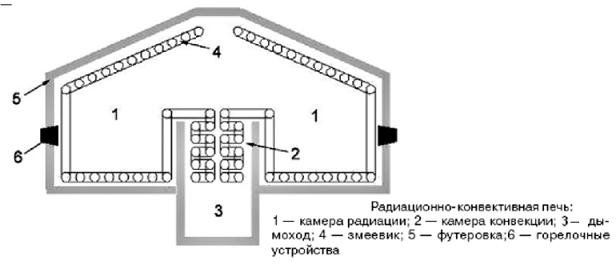 4
5
1
1
6
2
3
Радиационно-конвективная печь:
1 — камера радиации; 2 — камера конвекции; 3 — ды-
моход; 4 — змеевик; 5 — футеровка;6 — горелочные
устройства